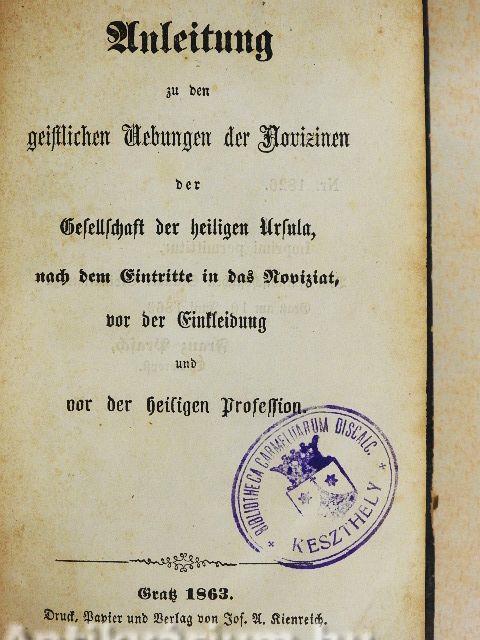 Anleitung
zu den
geistlichen Uebungen der Novizinen
der
Gesellschaft der heiligen Ursula,
nach dem Eintritte in das Noviziat,
vor der Einkleidung
und
vor der heiligen Profession.
BIBLIOTHECA CARMELITARUM DISCALC.
* KESZTHELY *
Gratz 1863.
Druck, Papier und Verlag von Jos. A. Kienreich.